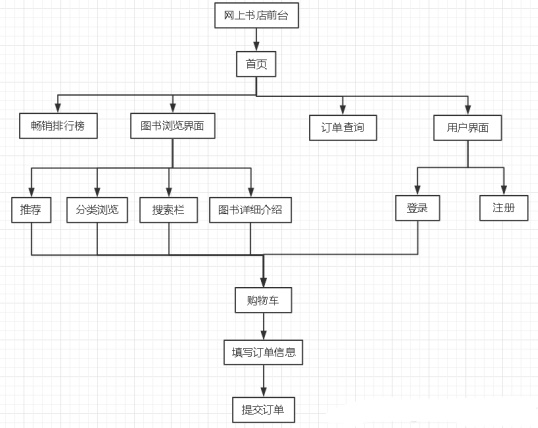 网上书店前台
首页
畅销排行榜
图书浏览界面
订单查询
用户界面
推荐
分类浏览
搜索栏
图书详细介绍
登录
注册
购物车
填写订单信息
提交订单